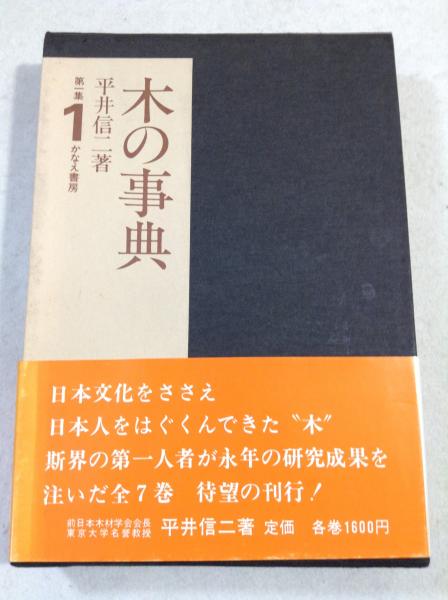 木の事典
平井信二著
第一集
1
かなえ書房
日本文化をささえ
日本人をはぐくんできた〝木〟
斯界の第一人者が永年の研究成果を
注いだ全7巻 待望の刊行!
前日本木材学会会長
東京大学名誉教授
平井信二著 定価 各巻1600円